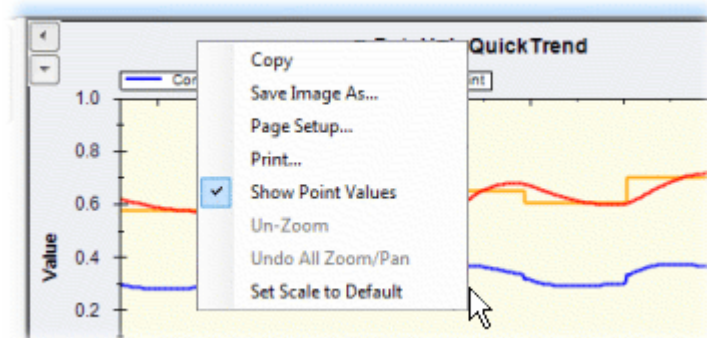 QuickTrend
Copy
Save Image As...
Page Setup...
Print...
Show Point Values
Un-Zoom
Undo All Zoom/Pan
Set Scale to Default
Value
1.0
0.8
0.6
0.4
0.2